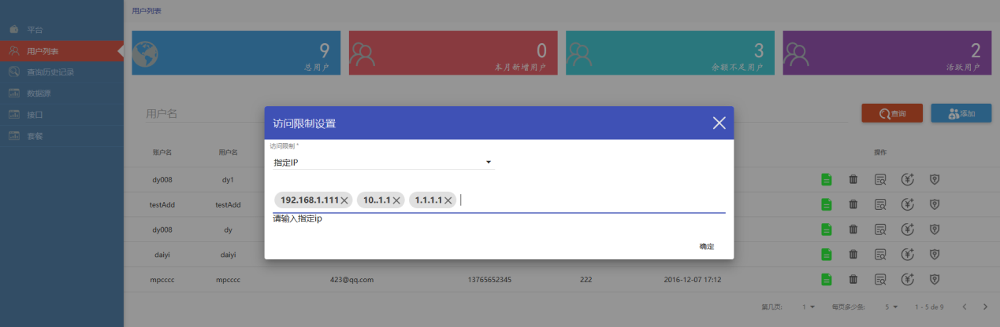 用户列表
平台
用户列表
查询历史记录
数据源
接口
套餐
9
总用户
0
本月新增用户
3
余额不足用户
2
活跃用户
用户名
查询
添加
访问限制设置
访问限制 *
指定IP
192.168.1.111 10..1.1 1.1.1.1
请输入指定ip
确定
账户名 用户名 操作
dy008 dy1
testAdd testAdd
dy008 dy
daiyi daiyi
mpcccc mpcccc 423@qq.com 13765652345 222 2016-12-07 17:12
第几页: 1 每页多少条: 5 1 - 5 de 9